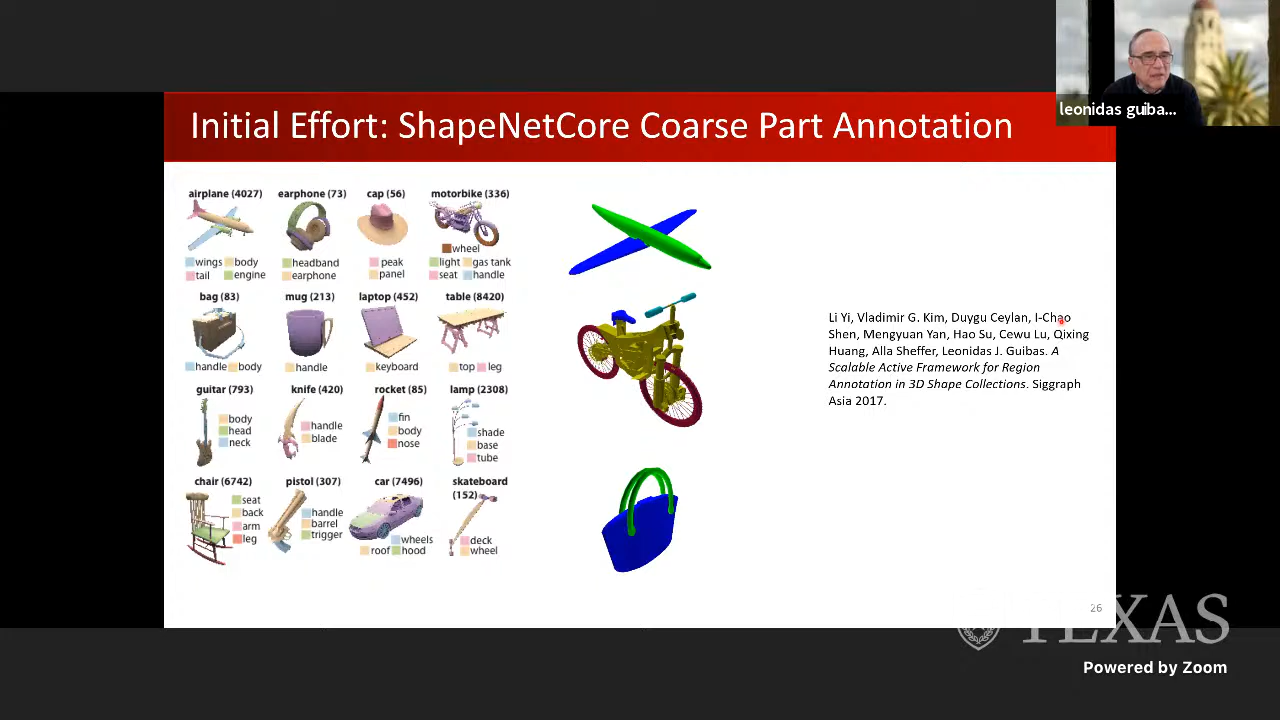 leonidas guiba...
Initial Effort: ShapeNetCore Coarse Part Annotation
airplane (4027)
wings body
tail engine
earphone (73)
headband
earphone
cap (56)
peak
panel
motorbike (336)
wheel
light gas tank
seat handle
bag (83)
handle body
mug (213)
handle
laptop (452)
keyboard
table (8420)
top leg
guitar (793)
body
head
neck
knife (420)
handle
blade
rocket (85)
fin
body
nose
lamp (2308)
shade
base
tube
chair (6742)
seat
back
arm
leg
pistol (307)
handle
barrel
trigger
car (7496)
wheels
roof hood
skateboard
(152)
deck
wheel
Li Yi, Vladimir G. Kim, Duygu Ceylan, I-Chao
Shen, Mengyuan Yan, Hao Su, Cewu Lu, Qixing
Huang, Alla Sheffer, Leonidas J. Guibas. A
Scalable Active Framework for Region
Annotation in 3D Shape Collections. Siggraph
Asia 2017.
26
TEXAS
Powered by Zoom